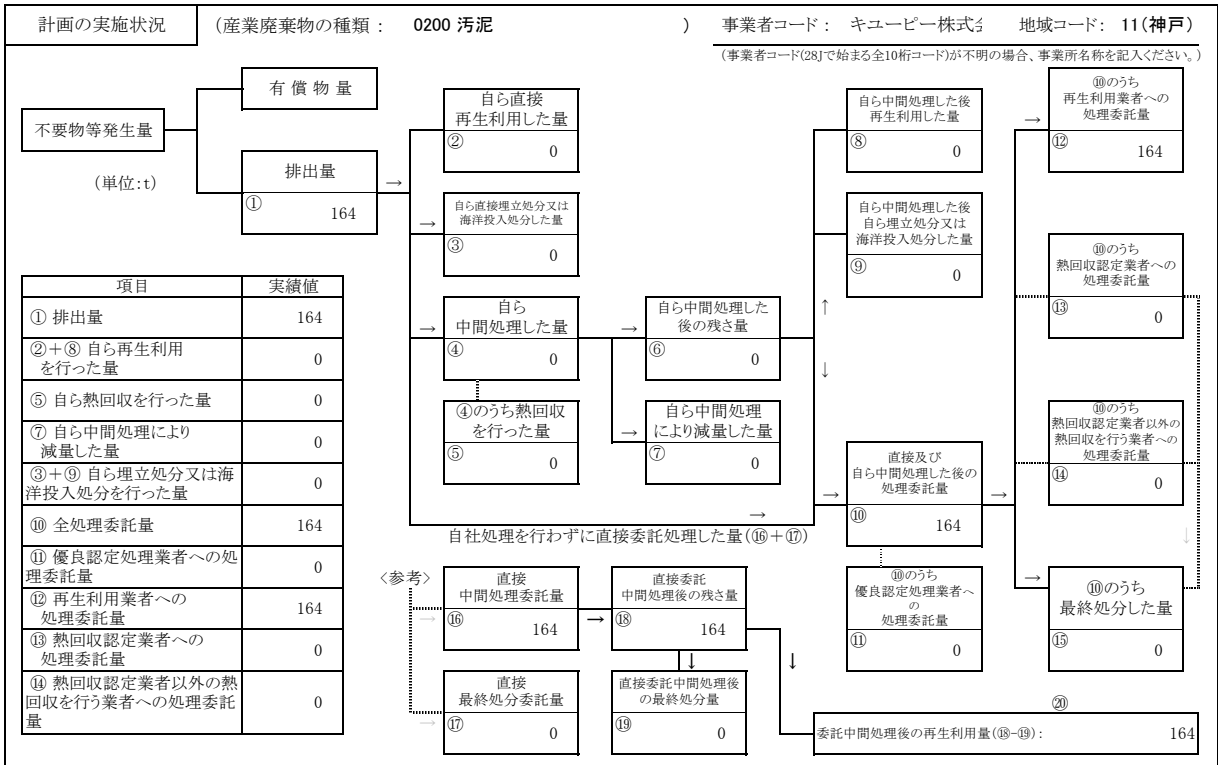 計画の実施状況 (産業廃棄物の種類： 0200 汚泥 ) 事業者コード： キユーピー株式会 地域コード： 11(神戸)
(事業者コード(28Jで始まる全10桁コード)が不明の場合、事業所名称を記入ください。)
不要物等発生量
(単位:t)
有償物量
排出量
→
① 164
自ら直接
再生利用した量
② 0
→
自ら直接埋立処分又は
海洋投入処分した量
③ 0
→
自ら
中間処理した量
④ 0
④のうち熱回収
を行った量
⑤ 0
→
自ら中間処理した
後の残さ量
⑥ 0
→
自ら中間処理
により減量した量
⑦ 0
自ら中間処理した後
再生利用した量
⑧ 0
自ら中間処理した後
自ら埋立処分又は
海洋投入処分した量
⑨ 0
↑
↓
→
→
直接及び
自ら中間処理した後の
処理委託量
⑩ 164
→
⑩のうち
優良認定処理業者へ
の
処理委託量
⑪ 0
→
⑩のうち
再生利用業者への
処理委託量
⑫ 164
⑩のうち
熱回収認定業者への
処理委託量
⑬ 0
⑩のうち
熱回収認定業者以外の
熱回収を行う業者への
処理委託量
⑭ 0
↓
→
⑩のうち
最終処分した量
⑮ 0
項目 実績値
① 排出量 164
②＋⑧ 自ら再生利用
を行った量 0
⑤ 自ら熱回収を行った量 0
⑦ 自ら中間処理により
減量した量 0
③＋⑨ 自ら埋立処分又は海
洋投入処分を行った量 0
⑩ 全処理委託量 164
⑪ 優良認定処理業者への処
理委託量 0
⑫ 再生利用業者への
処理委託量 164
⑬ 熱回収認定業者への
処理委託量 0
⑭ 熱回収認定業者以外の熱
回収を行う業者への処理委託
量 0
自社処理を行わずに直接委託処理した量(⑯＋⑰)
〈参考〉
→
直接
中間処理委託量
⑯ 164
→
直接委託
中間処理後の残さ量
⑱ 164
↓
↓
→
直接
最終処分委託量
⑰ 0
直接委託中間処理後
の最終処分量
⑲ 0
⑳
委託中間処理後の再生利用量(⑱-⑲)： 164